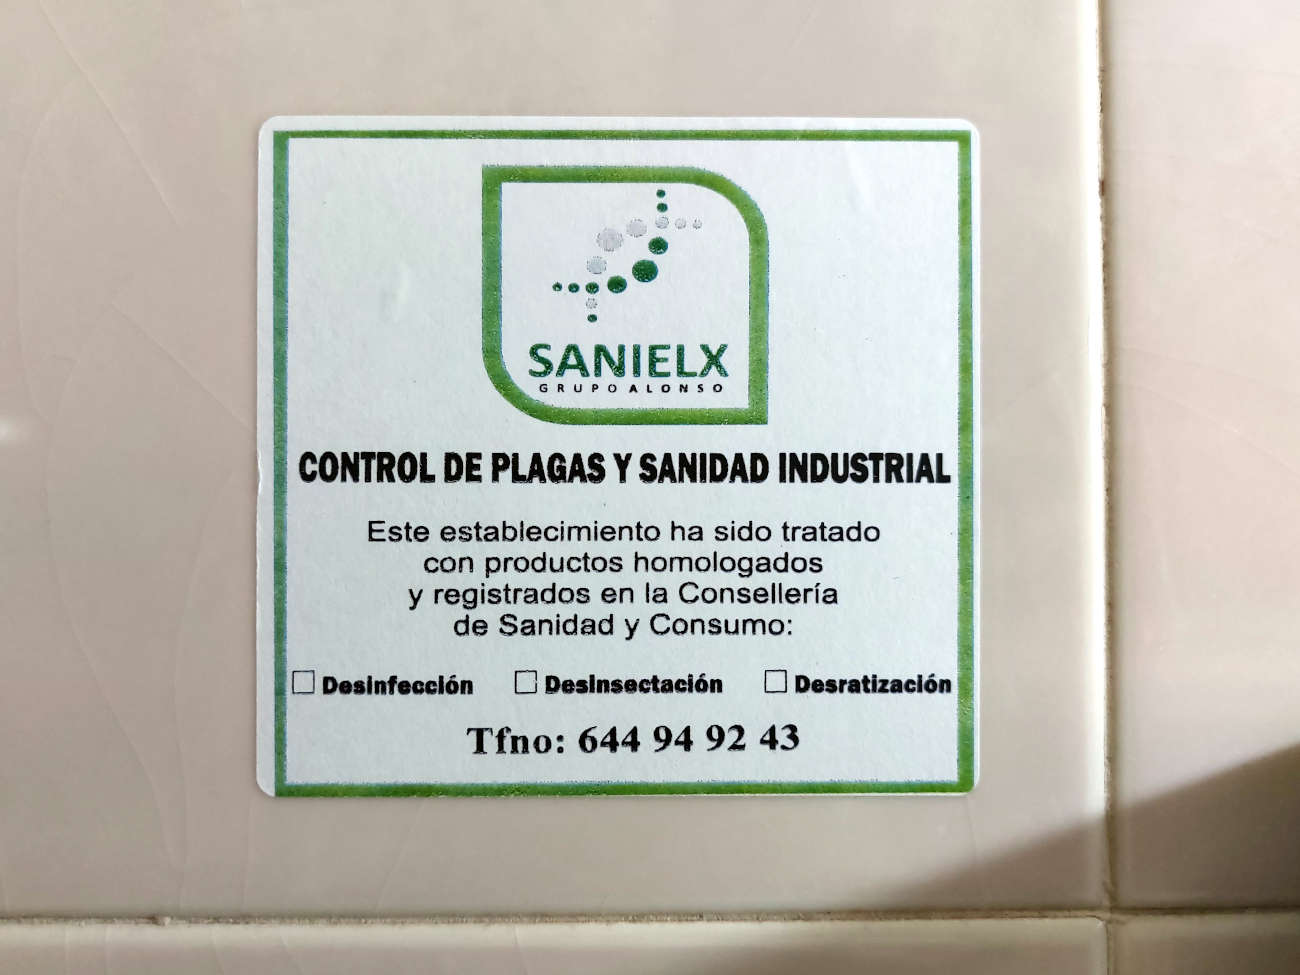 SANIELX
GRUPO ALONSO
CONTROL DE PLAGAS Y SANIDAD INDUSTRIAL
Este establecimiento ha sido tratado
con productos homologados
y registrados en la Consellería
de Sanidad y Consumo:
☐ Desinfección ☐ Desinsectación ☐ Desratización
Tfno: 644 94 92 43